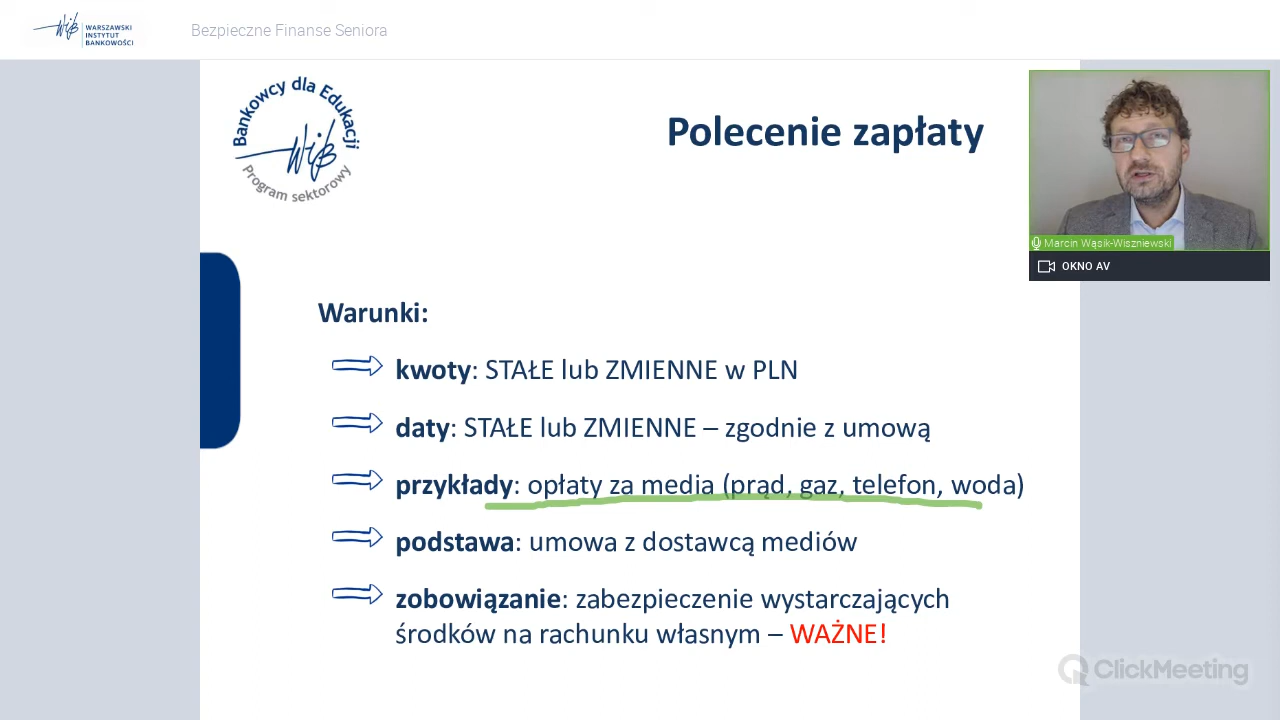 WARSZAWSKI
INSTYTUT
BANKOWOŚCI
Bezpieczne Finanse Seniora
Bankowcy dla Edukacji
WiB
Program sektorowy
Polecenie zapłaty
Marcin Wąsik-Wiszniewski
OKNO AV
Warunki:
kwoty: STAŁE lub ZMIENNE w PLN
daty: STAŁE lub ZMIENNE – zgodnie z umową
przykłady: opłaty za media (prąd, gaz, telefon, woda)
podstawa: umowa z dostawcą mediów
zobowiązanie: zabezpieczenie wystarczających
środków na rachunku własnym – WAŻNE!
ClickMeeting